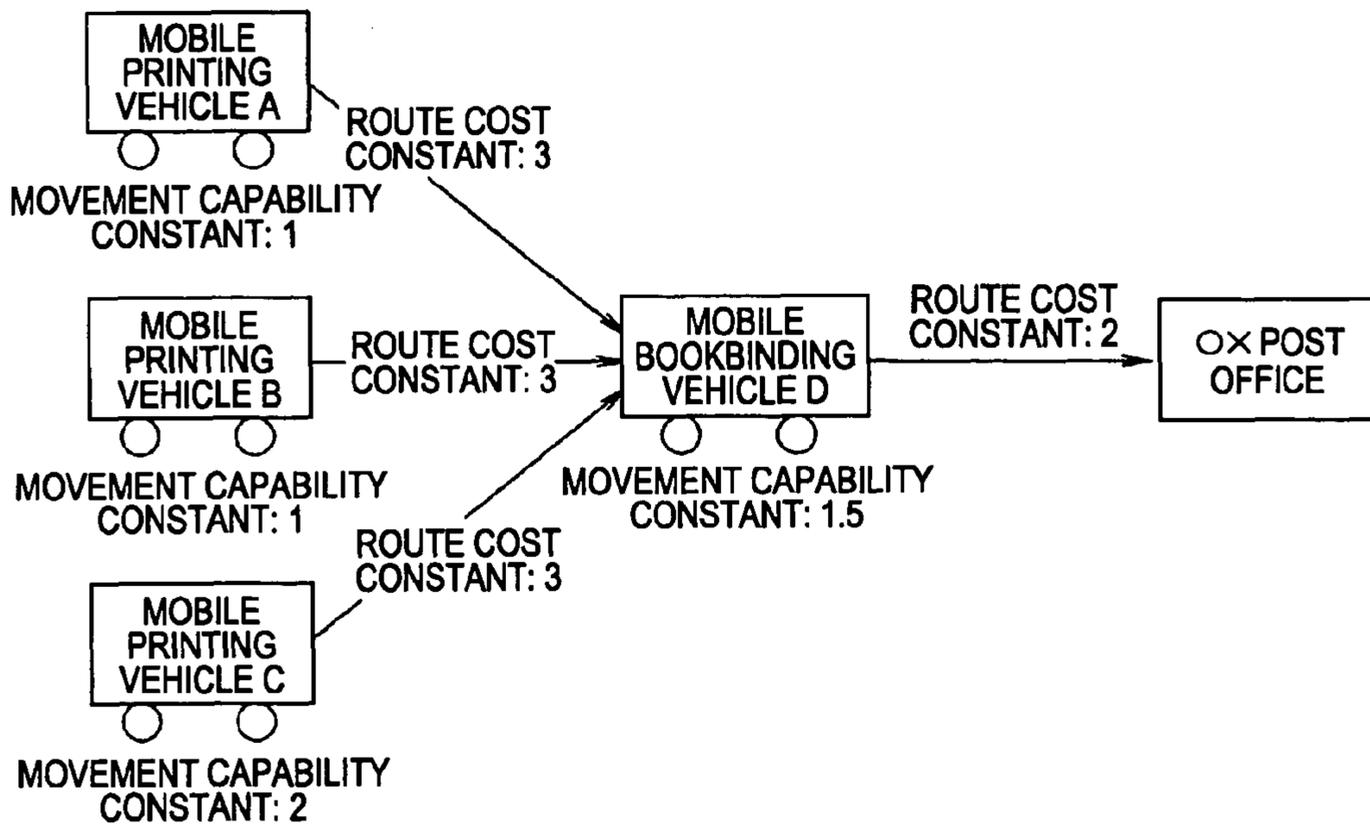 MOBILE
PRINTING
VEHICLE A
ROUTE COST
CONSTANT: 3
MOVEMENT CAPABILITY
CONSTANT: 1
MOBILE
PRINTING
VEHICLE B
ROUTE COST
CONSTANT: 3
MOVEMENT CAPABILITY
CONSTANT: 1
MOBILE
PRINTING
VEHICLE C
ROUTE COST
CONSTANT: 3
MOVEMENT CAPABILITY
CONSTANT: 2
MOBILE
BOOKBINDING
VEHICLE D
MOVEMENT CAPABILITY
CONSTANT: 1.5
ROUTE COST
CONSTANT: 2
○× POST
OFFICE